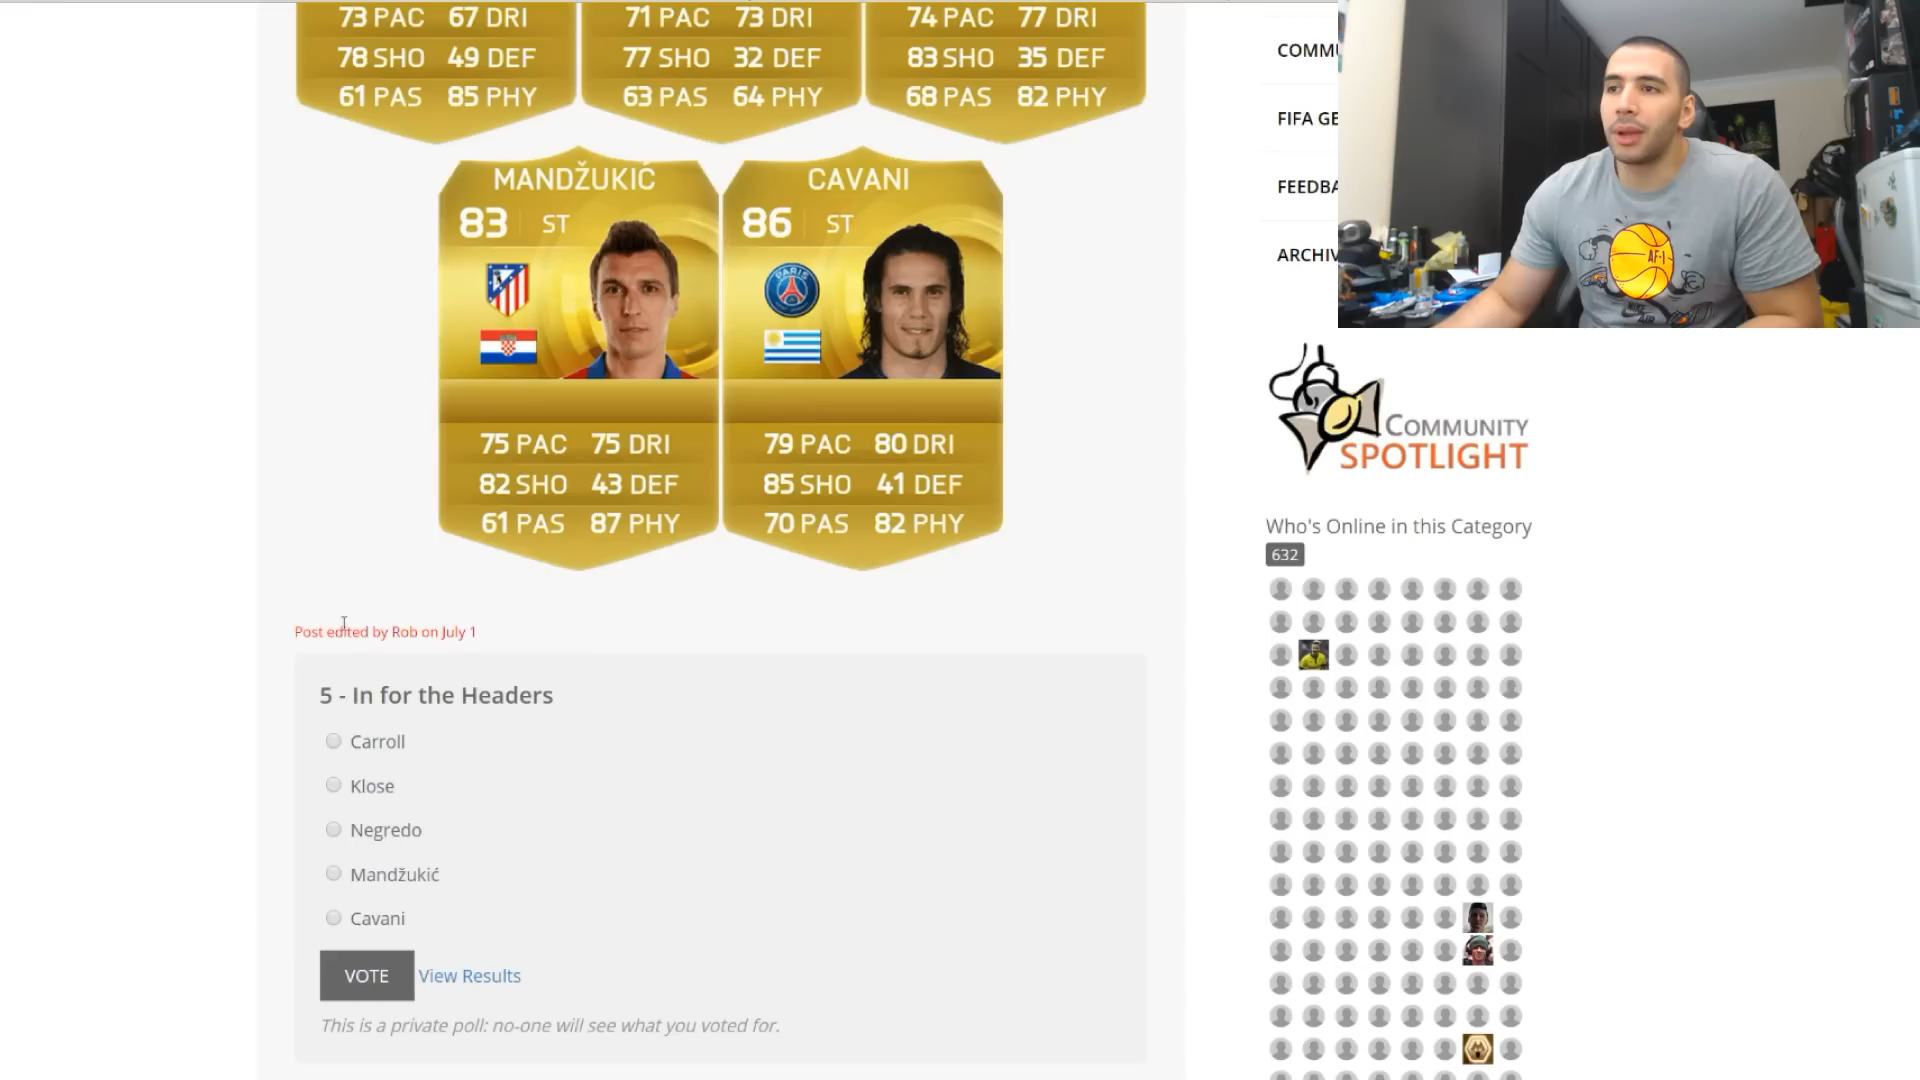 73 PAC 67 DRI
78 SHO 49 DEF
61 PAS 85 PHY
71 PAC 73 DRI
77 SHO 32 DEF
63 PAS 64 PHY
74 PAC 77 DRI
83 SHO 35 DEF
68 PAS 82 PHY
MANDŽUKIĆ
83 ST
75 PAC 75 DRI
82 SHO 43 DEF
61 PAS 87 PHY
CAVANI
86 ST
PARIS
79 PAC 80 DRI
85 SHO 41 DEF
70 PAS 82 PHY
Post edited by Rob on July 1
5 - In for the Headers
Carroll
Klose
Negredo
Mandžukić
Cavani
VOTE View Results
This is a private poll: no-one will see what you voted for.
COMMU
FIFA GE
FEEDBA
ARCHIV
AF-1
COMMUNITY
SPOTLIGHT
Who's Online in this Category
632